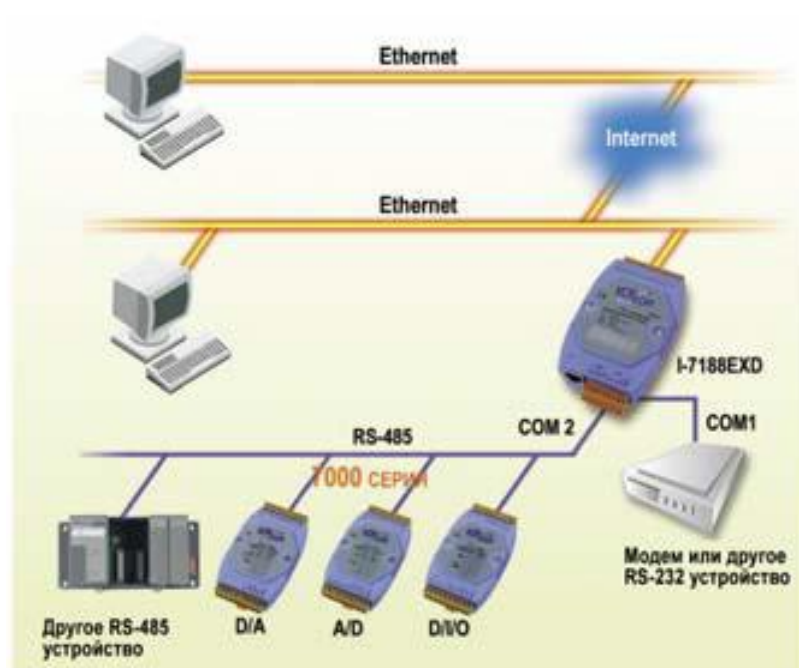 Ethernet
Internet
Ethernet
I-7188EXD
COM 2
COM1
RS-485
7000 СЕРИЯ
Модем или другое
RS-232 устройство
Другое RS-485
устройство
D/A
A/D
D/I/O